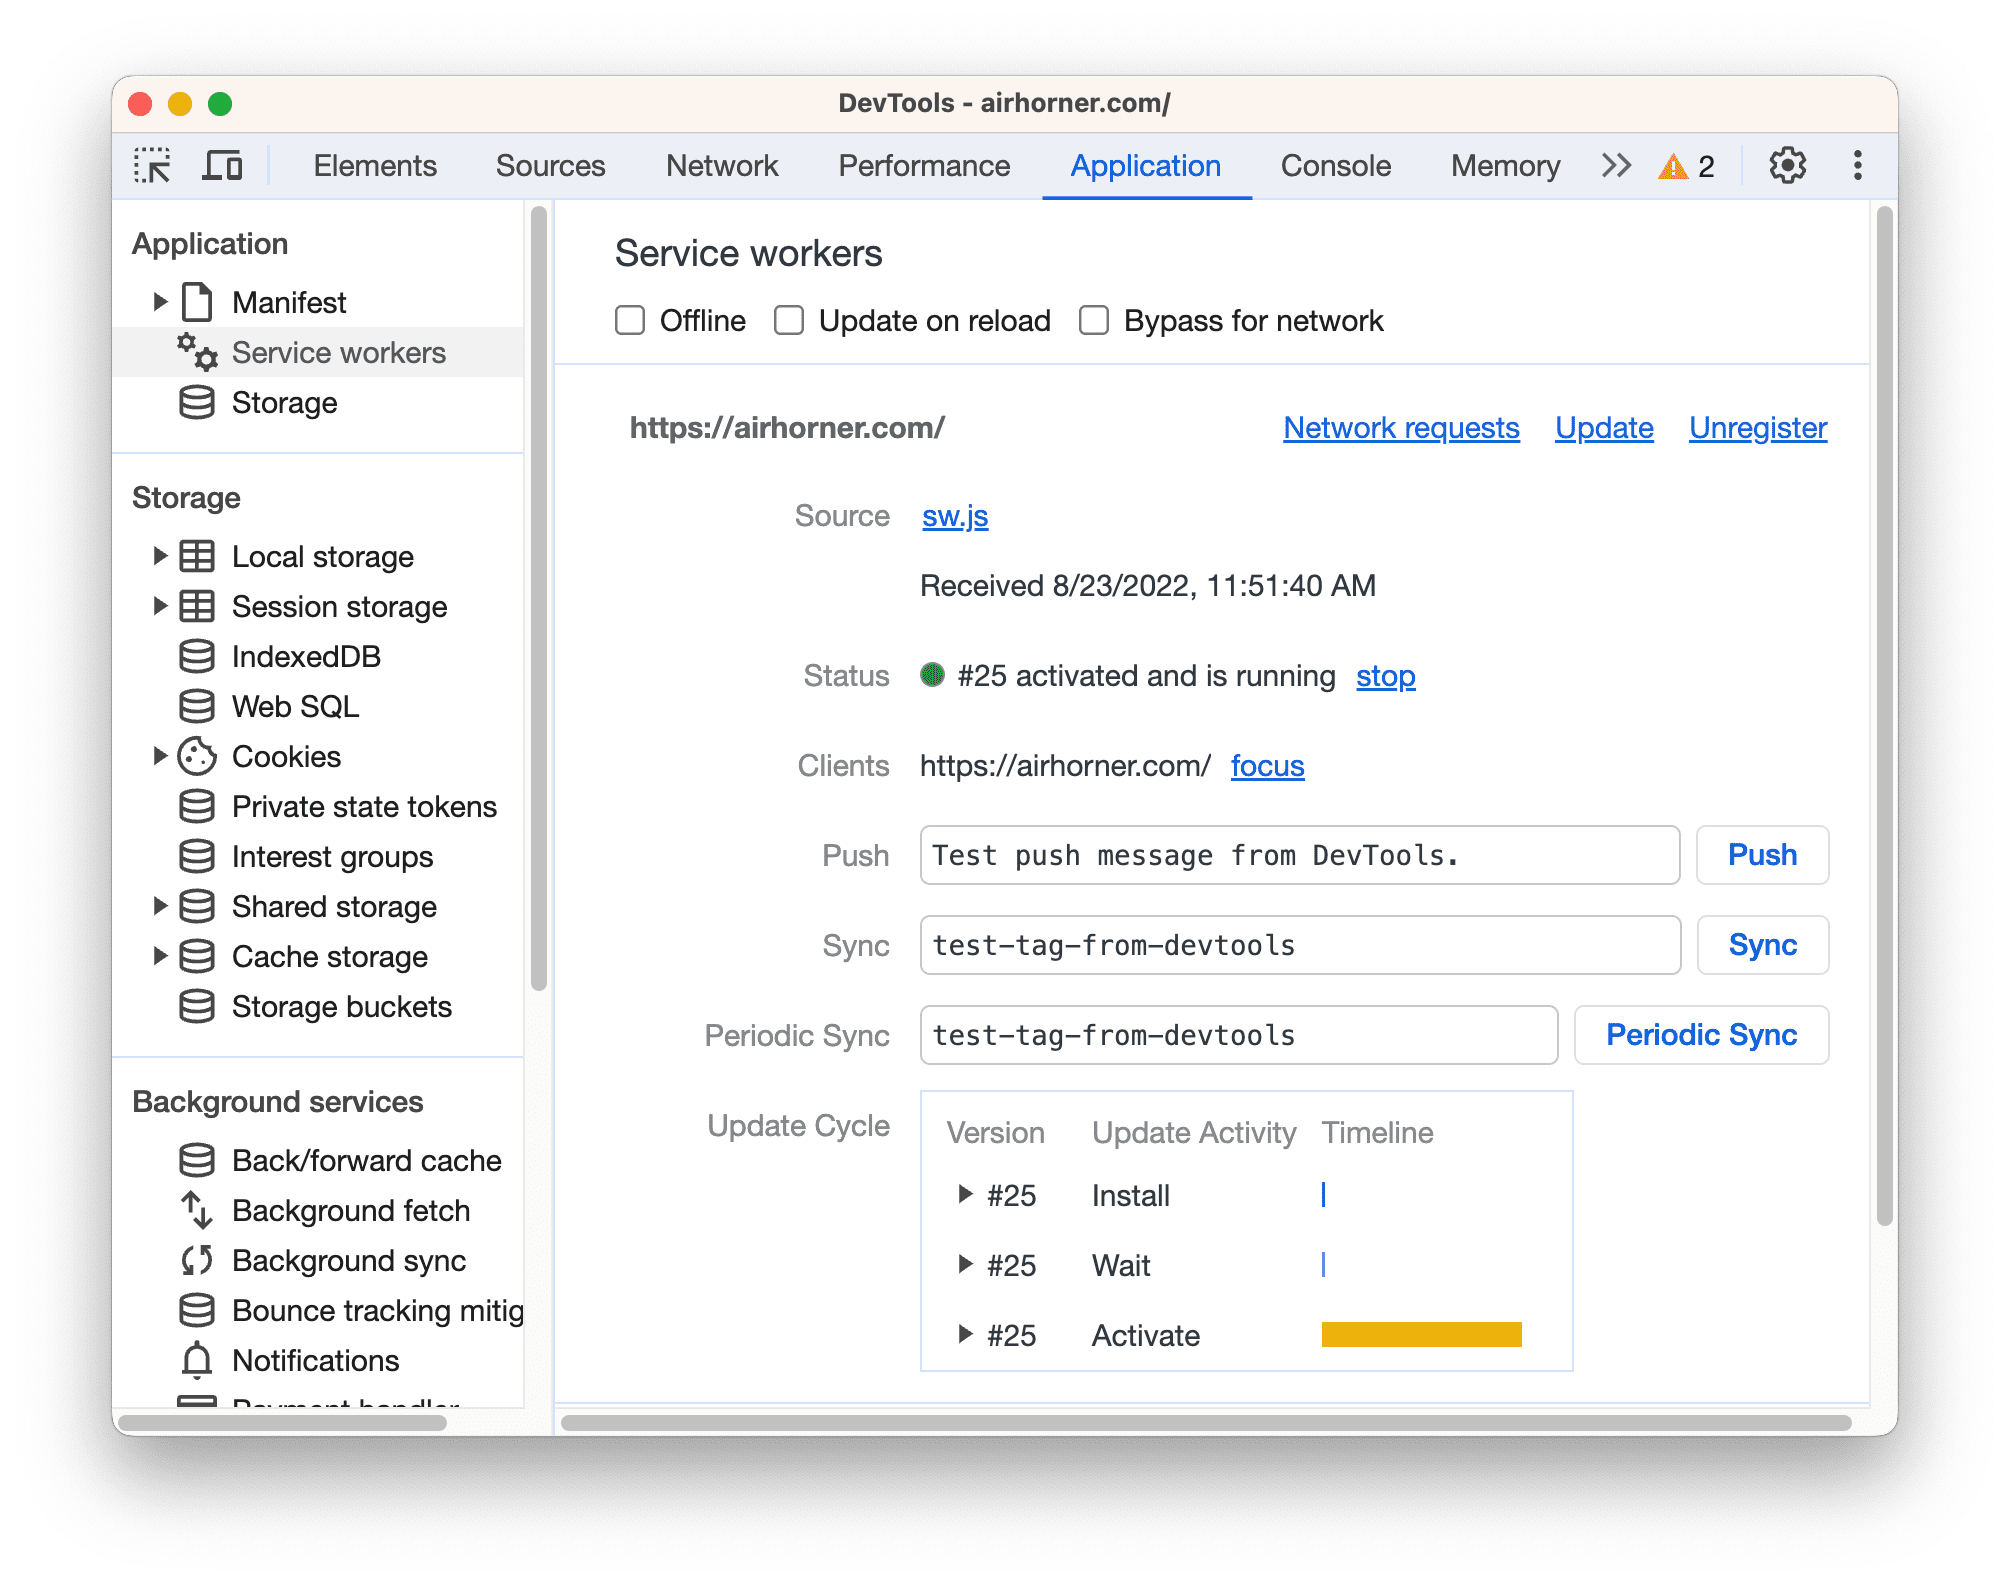 DevTools - airhorner.com/
Elements Sources Network Performance Application Console Memory 2
Application
Manifest
Service workers
Storage
Storage
Local storage
Session storage
IndexedDB
Web SQL
Cookies
Private state tokens
Interest groups
Shared storage
Cache storage
Storage buckets
Background services
Back/forward cache
Background fetch
Background sync
Bounce tracking mitig
Notifications
Payment handler
Service workers
Offline Update on reload Bypass for network
https://airhorner.com/ Network requests Update Unregister
Source sw.js
Received 8/23/2022, 11:51:40 AM
Status #25 activated and is running stop
Clients https://airhorner.com/ focus
Push Test push message from DevTools. Push
Sync test-tag-from-devtools Sync
Periodic Sync test-tag-from-devtools Periodic Sync
Update Cycle Version Update Activity Timeline
#25 Install
#25 Wait
#25 Activate